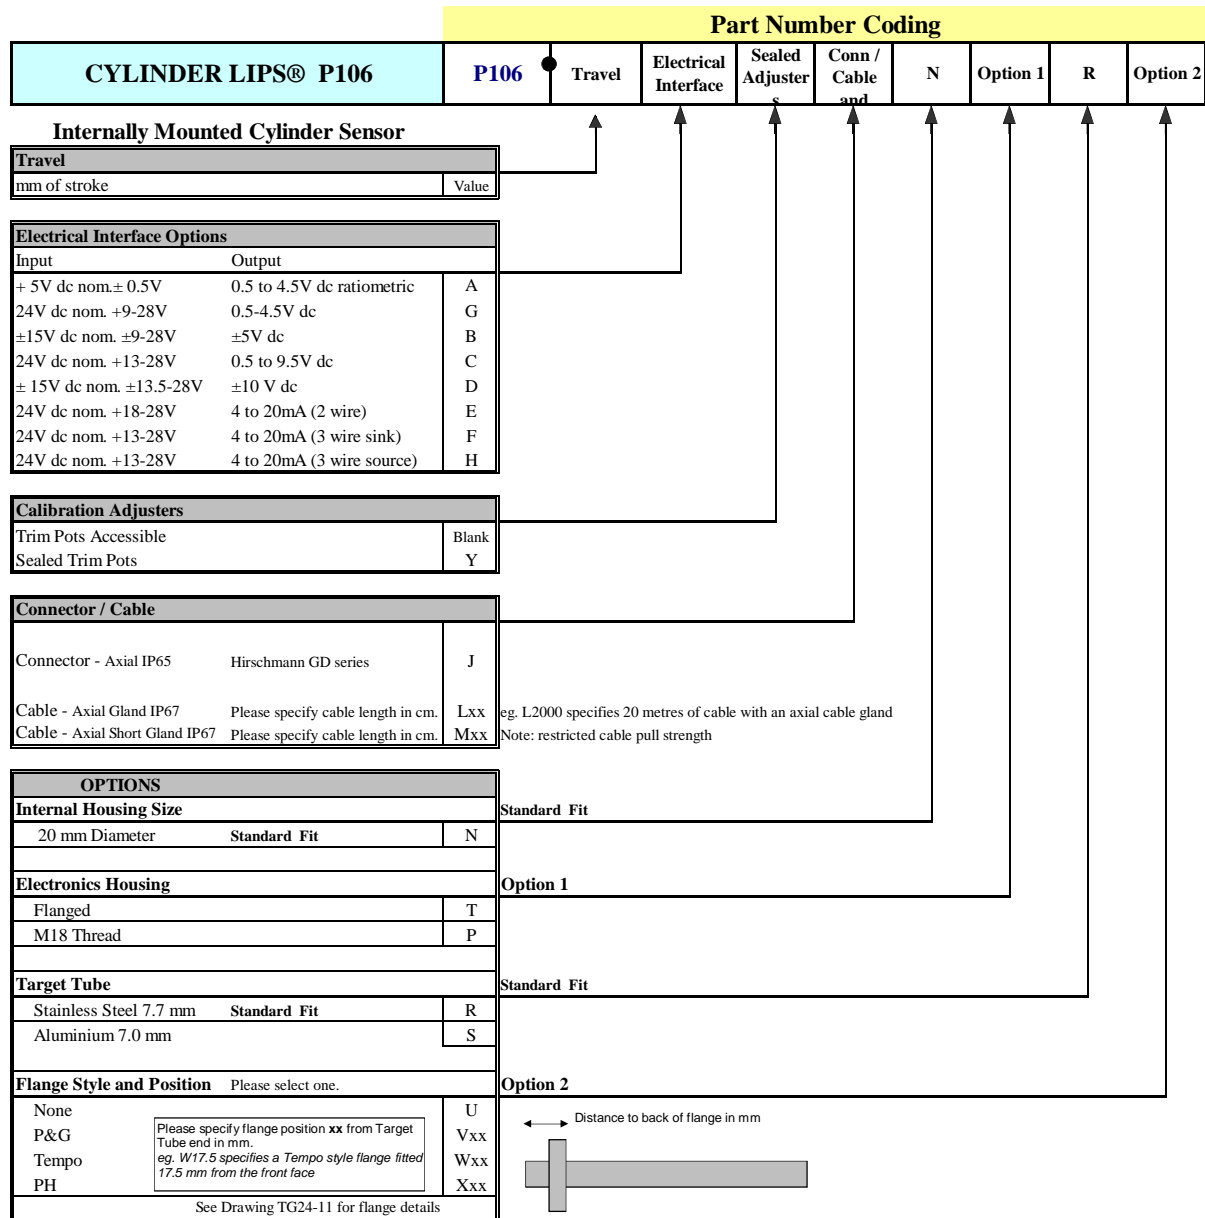 Part Number Coding
CYLINDER LIPS® P106 P106 Travel Electrical Interface Sealed Adjusters Conn / Cable and N Option 1 R Option 2
Internally Mounted Cylinder Sensor
Travel
mm of stroke Value
Electrical Interface Options
Input Output
+ 5V dc nom.± 0.5V 0.5 to 4.5V dc ratiometric A
24V dc nom. +9-28V 0.5-4.5V dc G
±15V dc nom. ±9-28V ±5V dc B
24V dc nom. +13-28V 0.5 to 9.5V dc C
± 15V dc nom. ±13.5-28V ±10 V dc D
24V dc nom. +18-28V 4 to 20mA (2 wire) E
24V dc nom. +13-28V 4 to 20mA (3 wire sink) F
24V dc nom. +13-28V 4 to 20mA (3 wire source) H
Calibration Adjusters
Trim Pots Accessible Blank
Sealed Trim Pots Y
Connector / Cable
Connector - Axial IP65 Hirschmann GD series J
Cable - Axial Gland IP67 Please specify cable length in cm. Lxx eg. L2000 specifies 20 metres of cable with an axial cable gland
Cable - Axial Short Gland IP67 Please specify cable length in cm. Mxx Note: restricted cable pull strength
OPTIONS
Internal Housing Size Standard Fit
20 mm Diameter Standard Fit N
Electronics Housing Option 1
Flanged T
M18 Thread P
Target Tube Standard Fit
Stainless Steel 7.7 mm Standard Fit R
Aluminium 7.0 mm S
Flange Style and Position Please select one. Option 2
None U
P&G Vxx
Tempo Wxx
PH Xxx
Please specify flange position xx from Target
Tube end in mm.
eg. W17.5 specifies a Tempo style flange fitted
17.5 mm from the front face
Distance to back of flange in mm
See Drawing TG24-11 for flange details